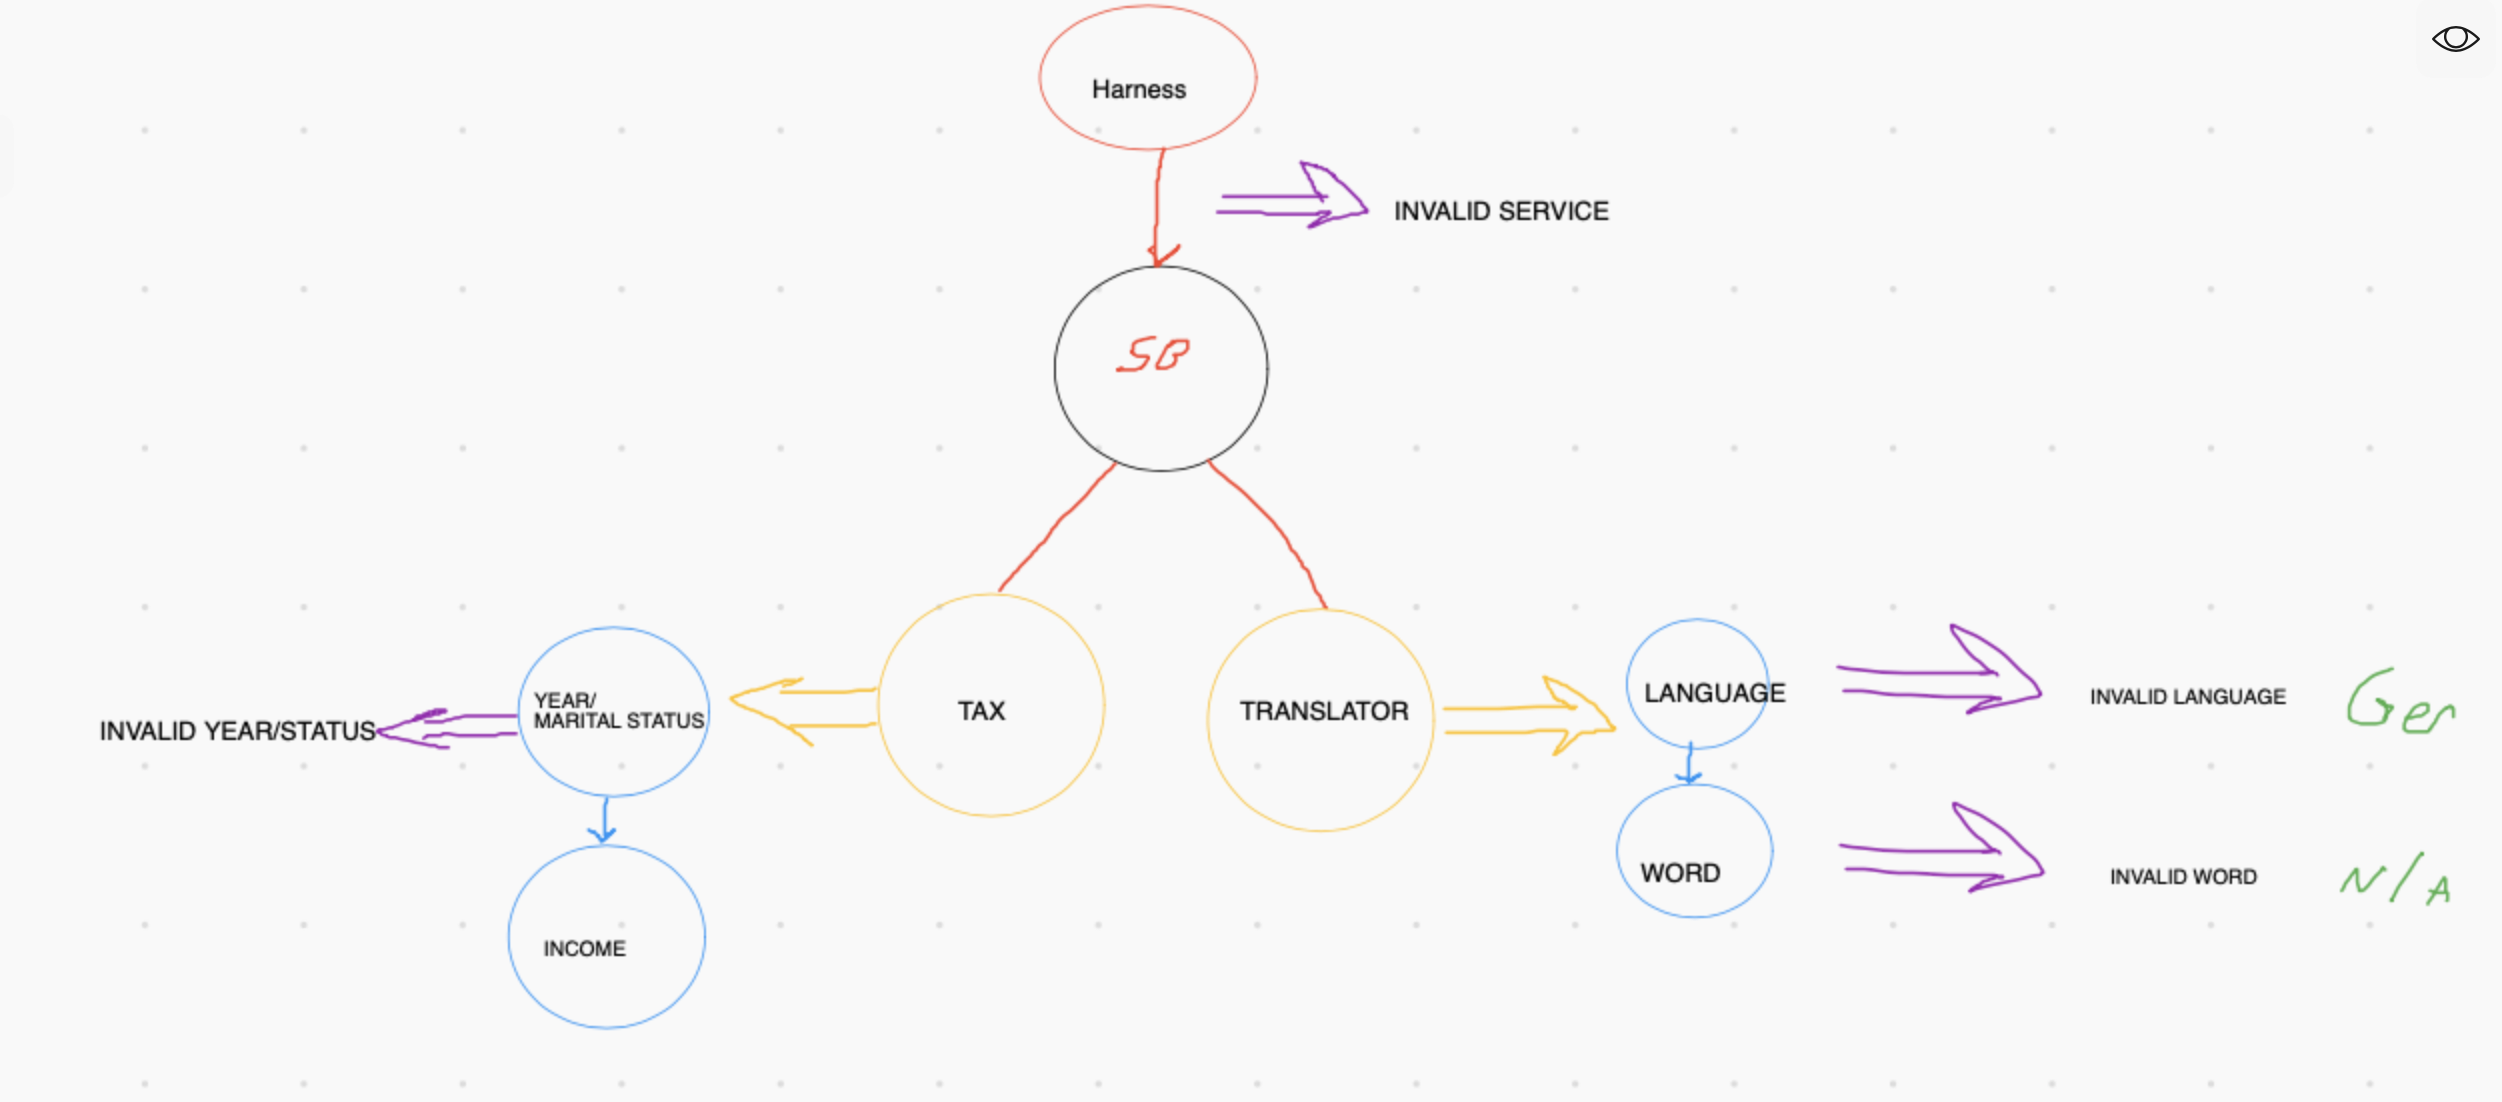 Harness
INVALID SERVICE
SB
YEAR/
MARITAL STATUS
INVALID YEAR/STATUS
TAX
TRANSLATOR
LANGUAGE
INVALID LANGUAGE
Ger
WORD
INVALID WORD
N/A
INCOME